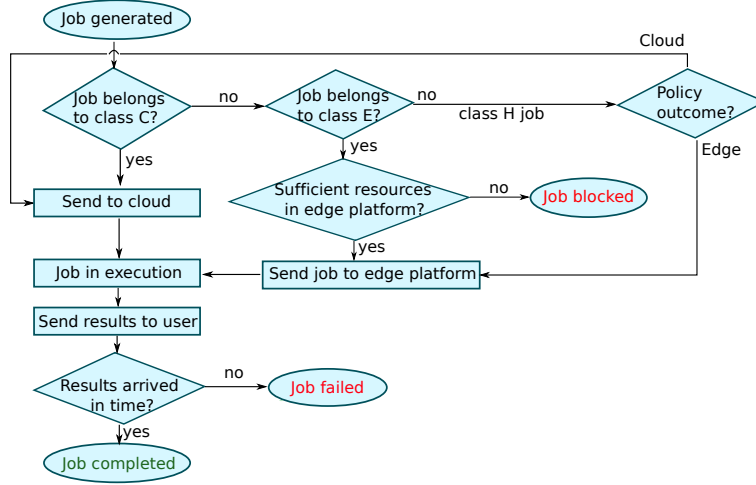 Job generated
Cloud
Job belongs
to class C?
no
Job belongs
to class E?
no
class H job
Policy
outcome?
yes
yes
Edge
Sufficient resources
in edge platform?
no
Job blocked
Send to cloud
yes
Job in execution
Send job to edge platform
Send results to user
Results arrived
in time?
no
Job failed
yes
Job completed